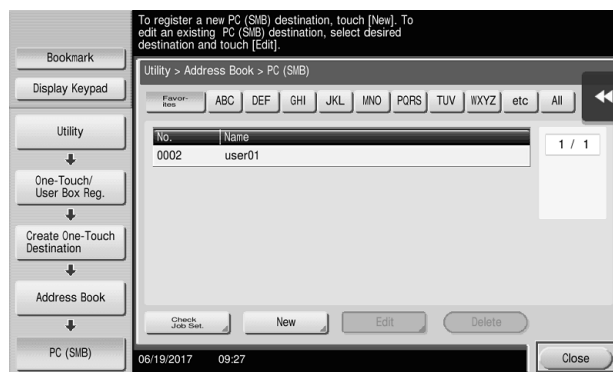 To register a new PC (SMB) destination, touch [New]. To
edit an existing PC (SMB) destination, select desired
destination and touch [Edit].
Bookmark
Display Keypad
Utility
One-Touch/
User Box Reg.
Create One-Touch
Destination
Address Book
PC (SMB)
Utility > Address Book > PC (SMB)
Favor-
ites
ABC DEF GHI JKL MNO PQRS TUV WXYZ etc All
No. Name
0002 user01
1 / 1
Check
Job Set.
New Edit Delete
06/19/2017 09:27
Close